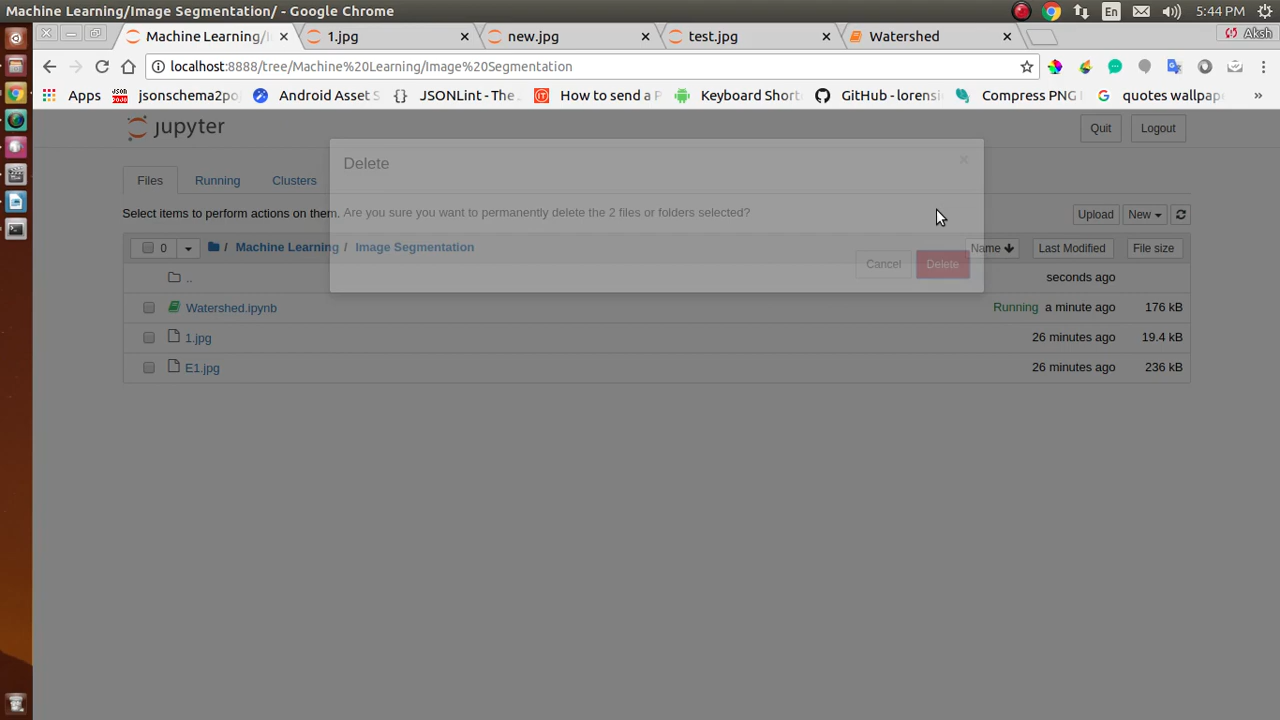 Machine Learning/Image Segmentation/ - Google Chrome
En
5:44 PM
Machine Learning/I
1.jpg
new.jpg
test.jpg
Watershed
Aksh
localhost:8888/tree/Machine%20Learning/Image%20Segmentation
Apps
jsonschema2po
Android Asset S
JSONLint - The
How to send a P
Keyboard Short
GitHub - lorensi
Compress PNG I
quotes wallpap
»
jupyter
Quit
Logout
Delete
×
Files
Running
Clusters
Select items to perform actions on them.
Are you sure you want to permanently delete the 2 files or folders selected?
Upload
New
0
/ Machine Learning / Image Segmentation
Name
Last Modified
File size
Cancel
Delete
..
seconds ago
Watershed.ipynb
Running a minute ago 176 kB
1.jpg
26 minutes ago 19.4 kB
E1.jpg
26 minutes ago 236 kB